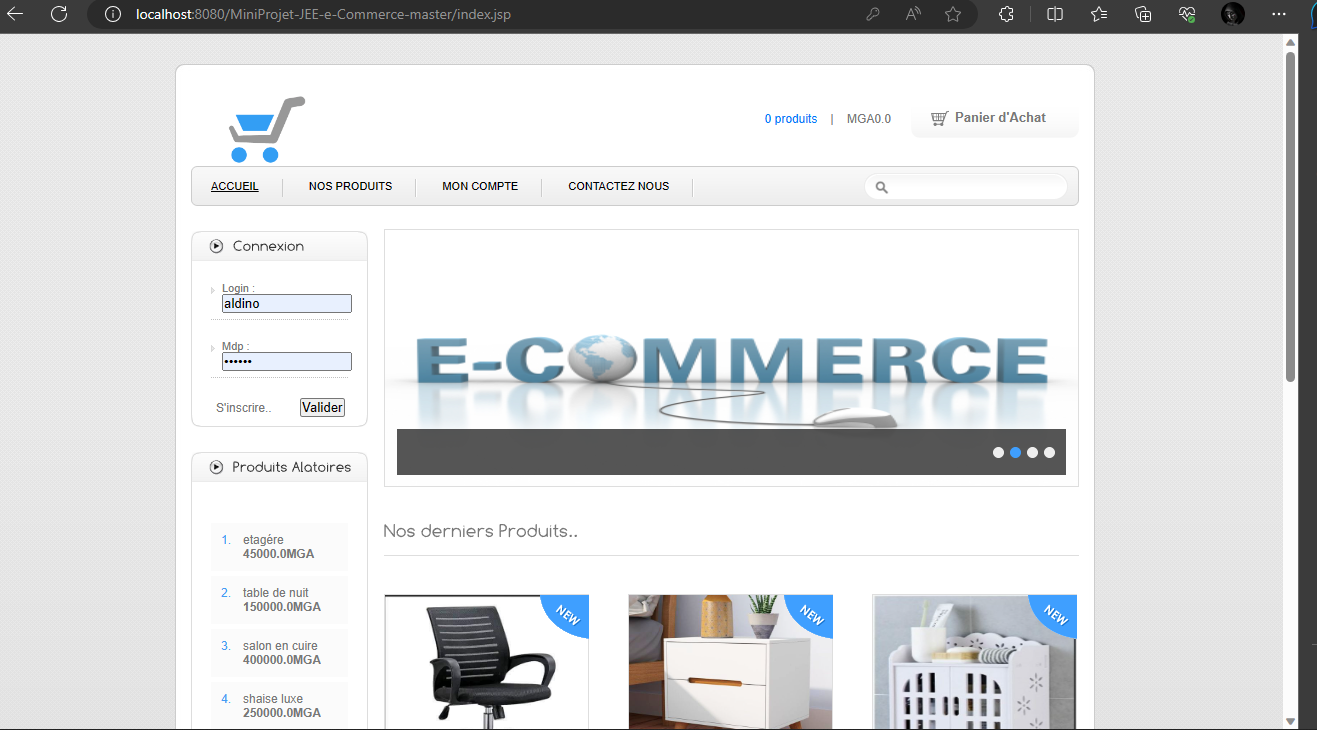 localhost:8080/MiniProjet-JEE-e-Commerce-master/index.jsp
0 produits | MGA0.0 Panier d'Achat
ACCUEIL NOS PRODUITS MON COMPTE CONTACTEZ NOUS
Connexion
Login :
aldino
Mdp :
••••••
S'inscrire.. Valider
E-COMMERCE
Produits Alatoires
1. etagére
45000.0MGA
2. table de nuit
150000.0MGA
3. salon en cuire
400000.0MGA
4. shaise luxe
250000.0MGA
Nos derniers Produits..
NEW NEW NEW